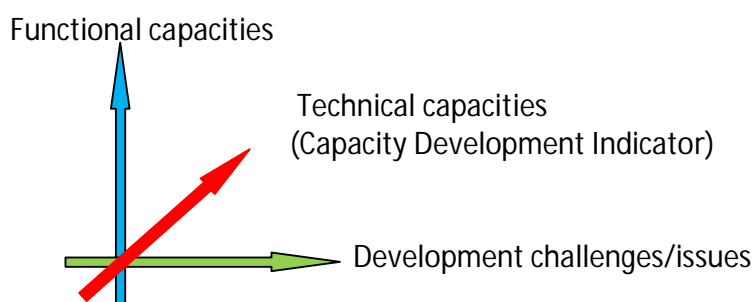 Functional capacities
Technical capacities
(Capacity Development Indicator)
Development challenges/issues